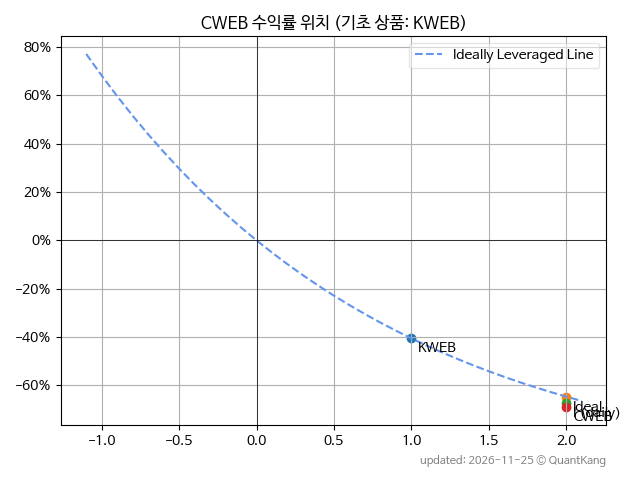 CWEB 수익률 위치 (기초 상품: KWEB)
Ideally Leveraged Line
80%
60%
40%
20%
0%
−20%
−40%
−60%
KWEB
Ideal
CWEB
−1.0
−0.5
0.0
0.5
1.0
1.5
2.0
updated: 2026-11-25 © QuantKang